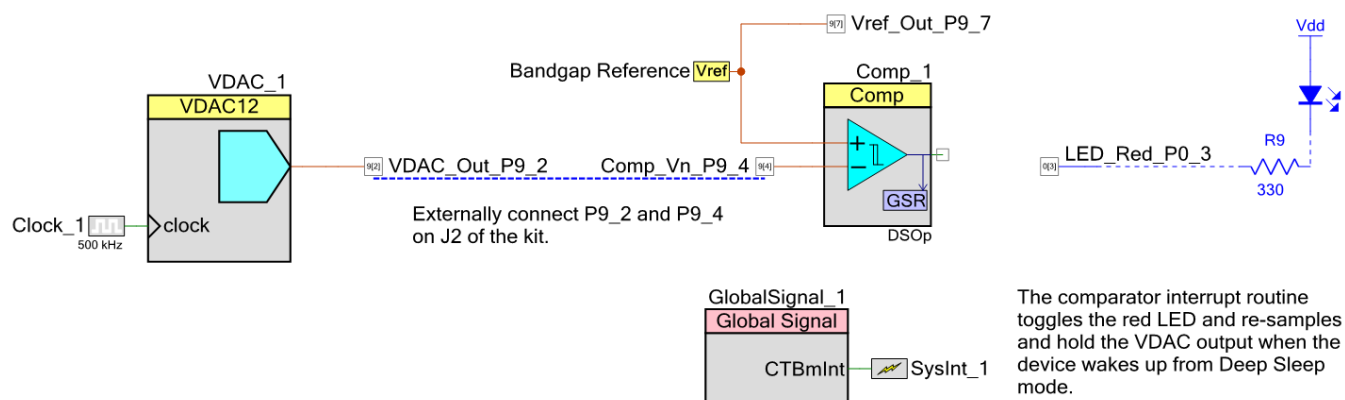 9[7] Vref_Out_P9_7
Vdd
Bandgap Reference Vref
VDAC_1
VDAC12
Comp_1
Comp
R9
330
9[2] VDAC_Out_P9_2
Comp_Vn_P9_4 9[4]
0[3] LED_Red_P0_3
GSR
DSOp
Clock_1
500 kHz
clock
Externally connect P9_2 and P9_4
on J2 of the kit.
GlobalSignal_1
Global Signal
CTBmInt
SysInt_1
The comparator interrupt routine
toggles the red LED and re-samples
and hold the VDAC output when the
device wakes up from Deep Sleep
mode.